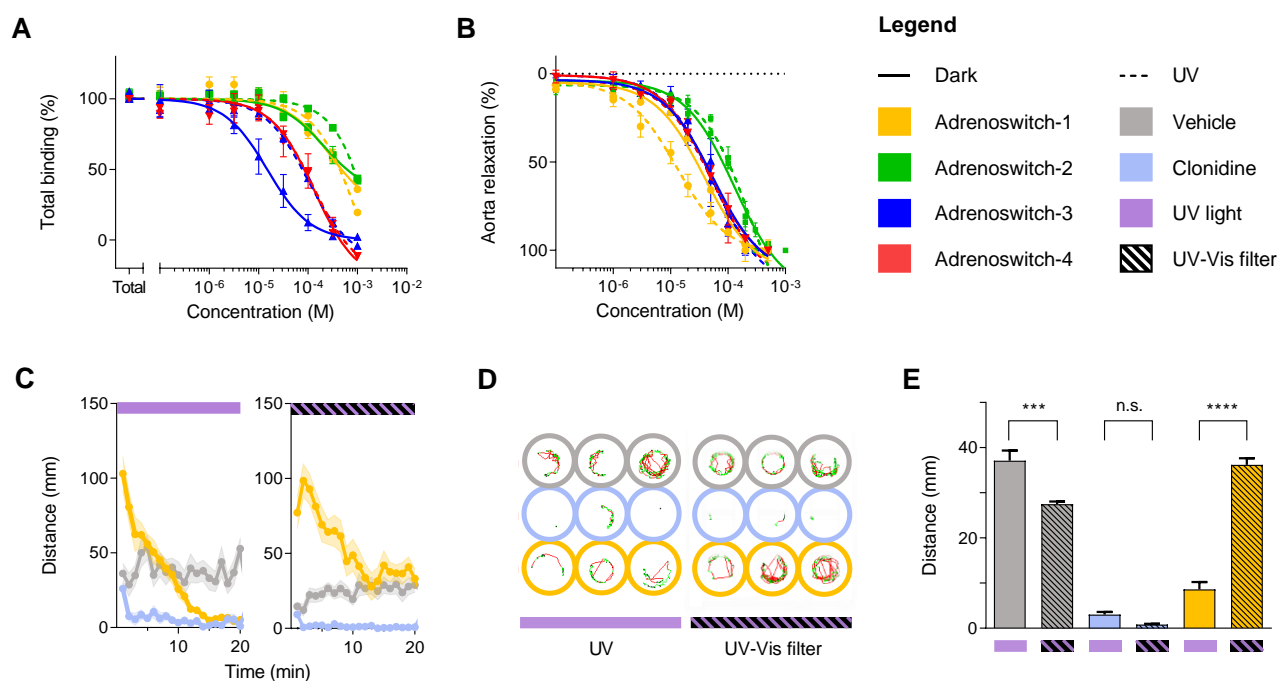 A
Total binding (%)
100
50
0
Total
10-6
10-5
10-4
10-3
10-2
Concentration (M)
B
Aorta relaxation (%)
0
50
100
10-6
10-5
10-4
10-3
Concentration (M)
Legend
Dark
UV
Adrenoswitch-1
Vehicle
Adrenoswitch-2
Clonidine
Adrenoswitch-3
UV light
Adrenoswitch-4
UV-Vis filter
C
Distance (mm)
150
100
50
0
10
20
150
100
50
0
10
20
Time (min)
D
UV
UV-Vis filter
E
Distance (mm)
40
20
0
***
n.s.
****